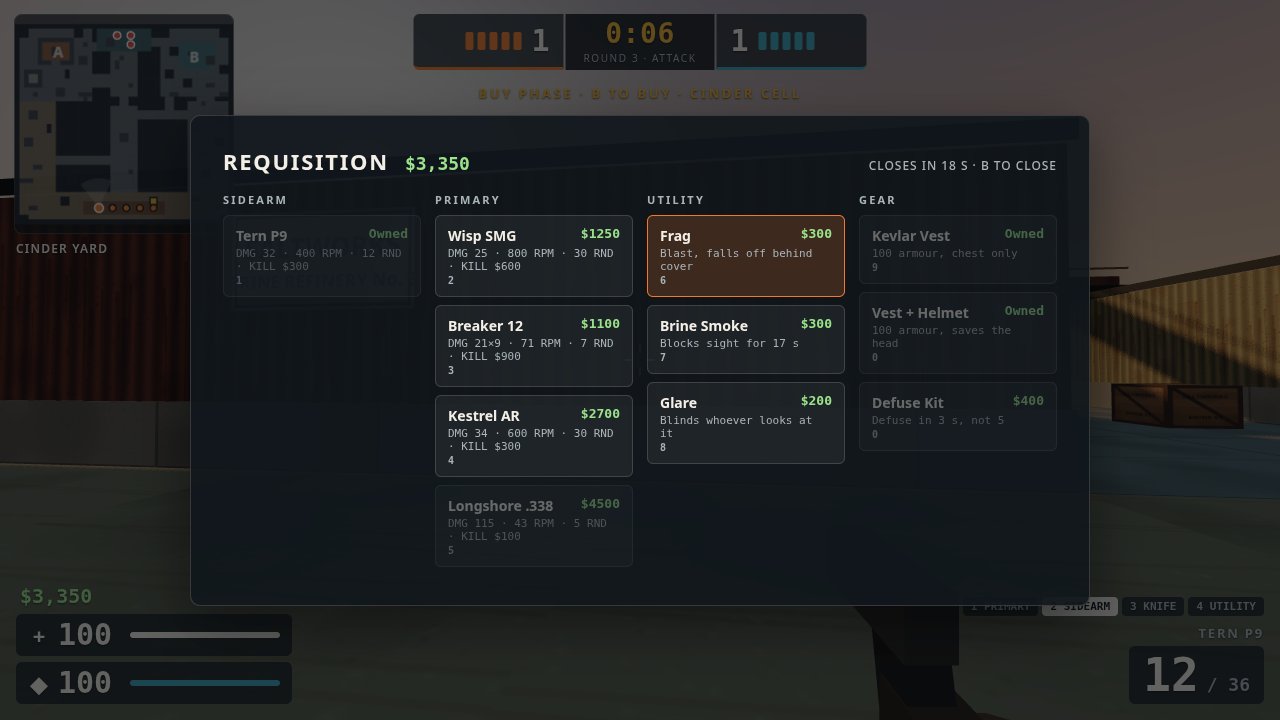 A
B
1
0:06
ROUND 3 · ATTACK
1
BUY PHASE · B TO BUY · CINDER CELL
CINDER YARD
REQUISITION $3,350
CLOSES IN 18 S · B TO CLOSE
SIDEARM
Tern P9 Owned
DMG 32 · 400 RPM · 12 RND
· KILL $300
1
PRIMARY
Wisp SMG $1250
DMG 25 · 800 RPM · 30 RND
· KILL $600
2
Breaker 12 $1100
DMG 21×9 · 71 RPM · 7 RND
· KILL $900
3
Kestrel AR $2700
DMG 34 · 600 RPM · 30 RND
· KILL $300
4
Longshore .338 $4500
DMG 115 · 43 RPM · 5 RND
· KILL $100
5
UTILITY
Frag $300
Blast, falls off behind
cover
6
Brine Smoke $300
Blocks sight for 17 s
7
Glare $200
Blinds whoever looks at
it
8
GEAR
Kevlar Vest Owned
100 armour, chest only
9
Vest + Helmet Owned
100 armour, saves the
head
0
Defuse Kit $400
Defuse in 3 s, not 5
0
$3,350
+ 100
◆ 100
1 PRIMARY 2 SIDEARM 3 KNIFE 4 UTILITY
TERN P9
12 / 36